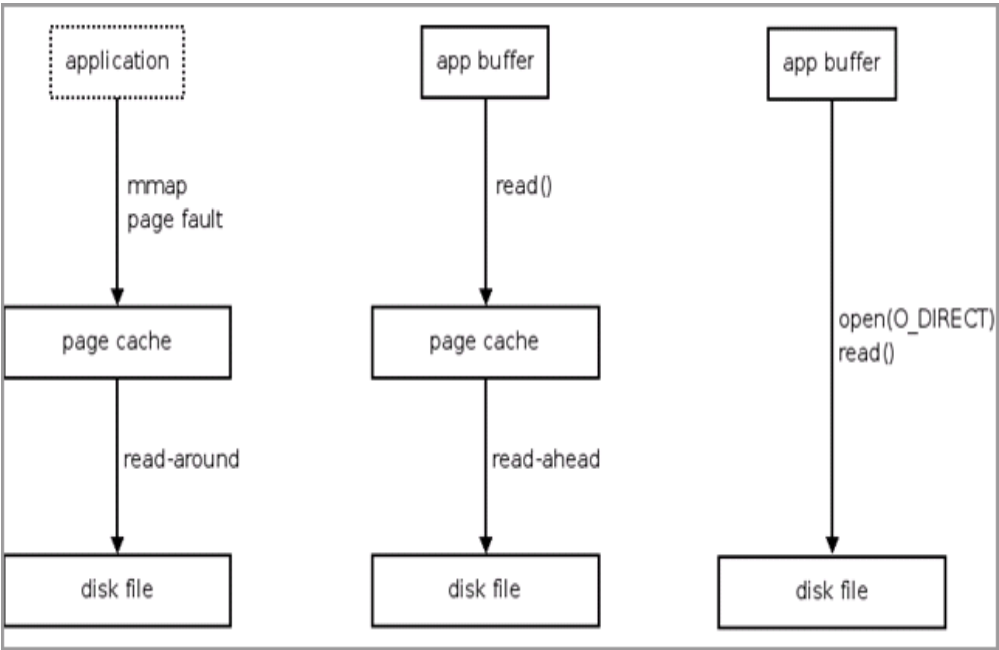 application
app buffer
app buffer
mmap
page fault
read()
open(O_DIRECT)
read()
page cache
page cache
read-around
read-ahead
disk file
disk file
disk file